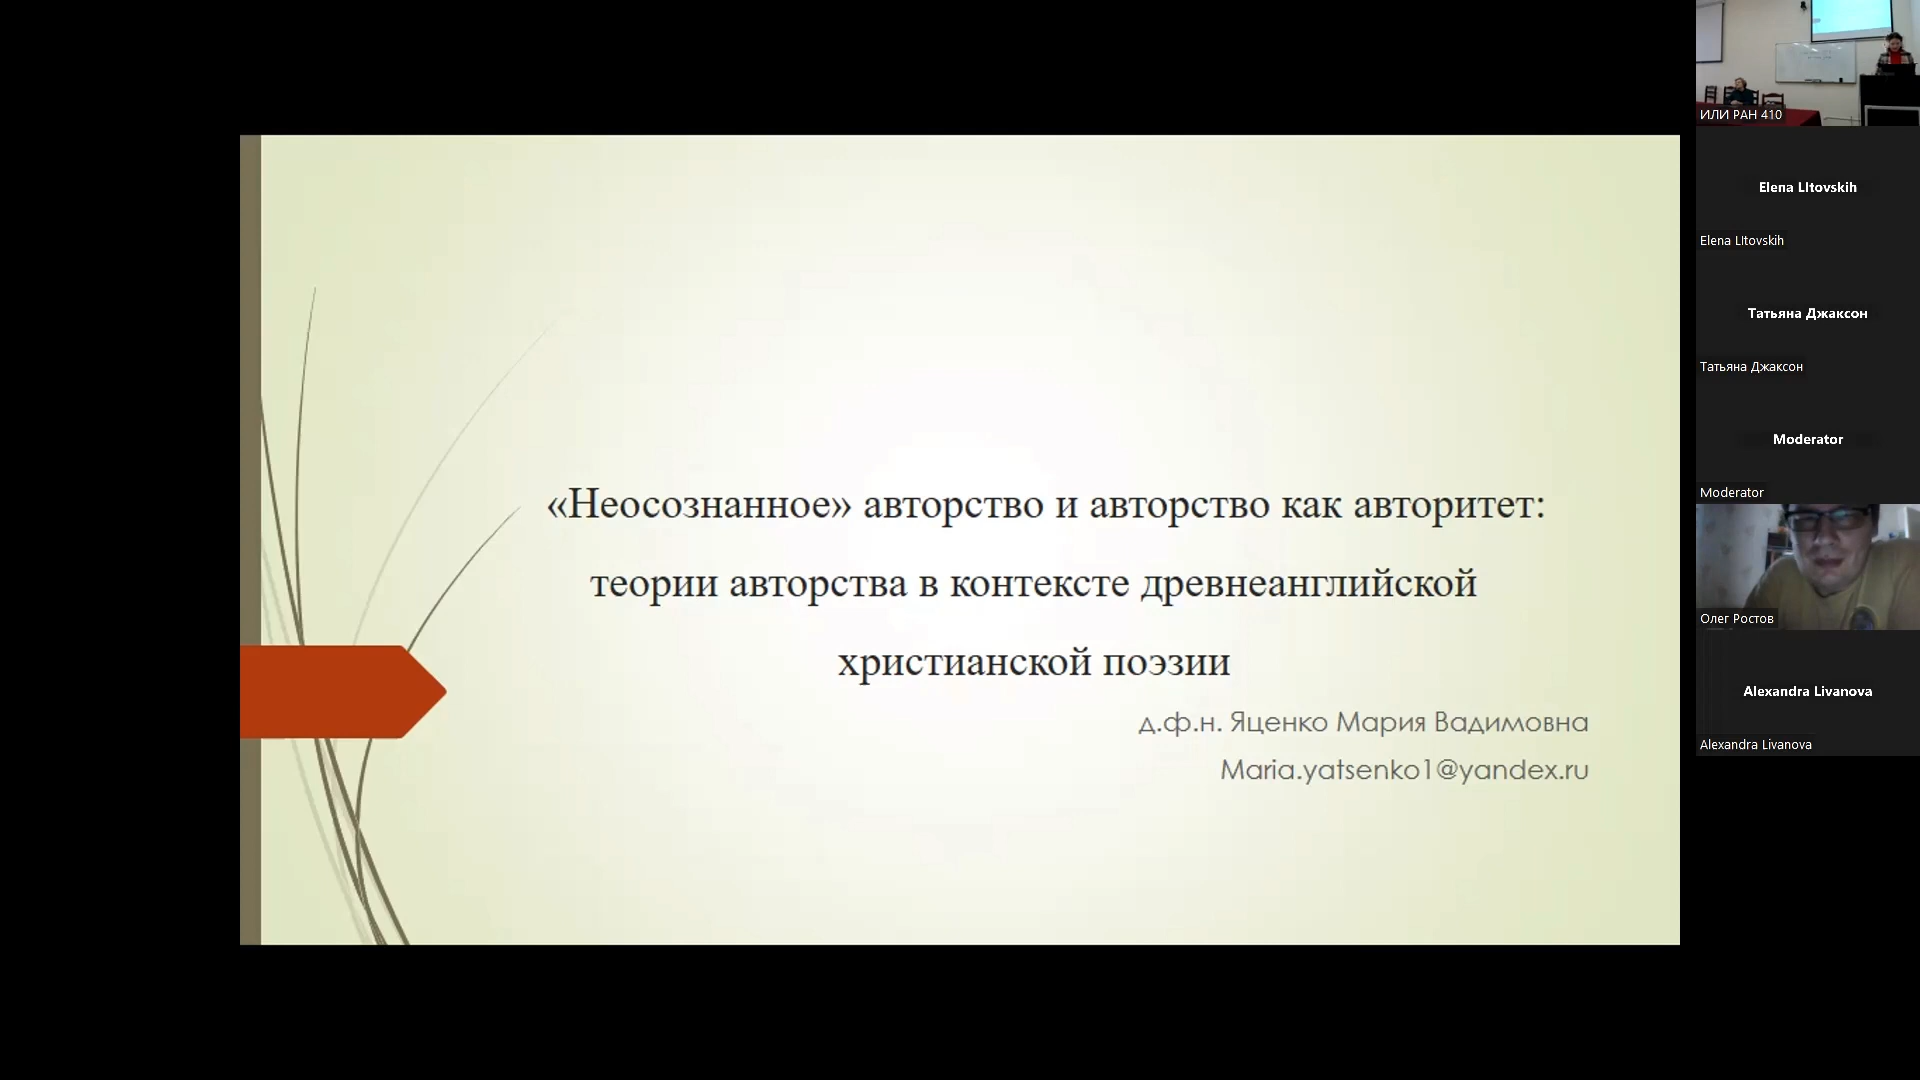 «Неосознанное» авторство и авторство как авторитет:
теории авторства в контексте древнеанглийской
христианской поэзии
д.ф.н. Яценко Мария Вадимовна
Maria.yatsenko1@yandex.ru
ИЛИ РАН 410
Elena LItovskih
Elena LItovskih
Татьяна Джаксон
Татьяна Джаксон
Moderator
Moderator
Олег Ростов
Alexandra Livanova
Alexandra Livanova